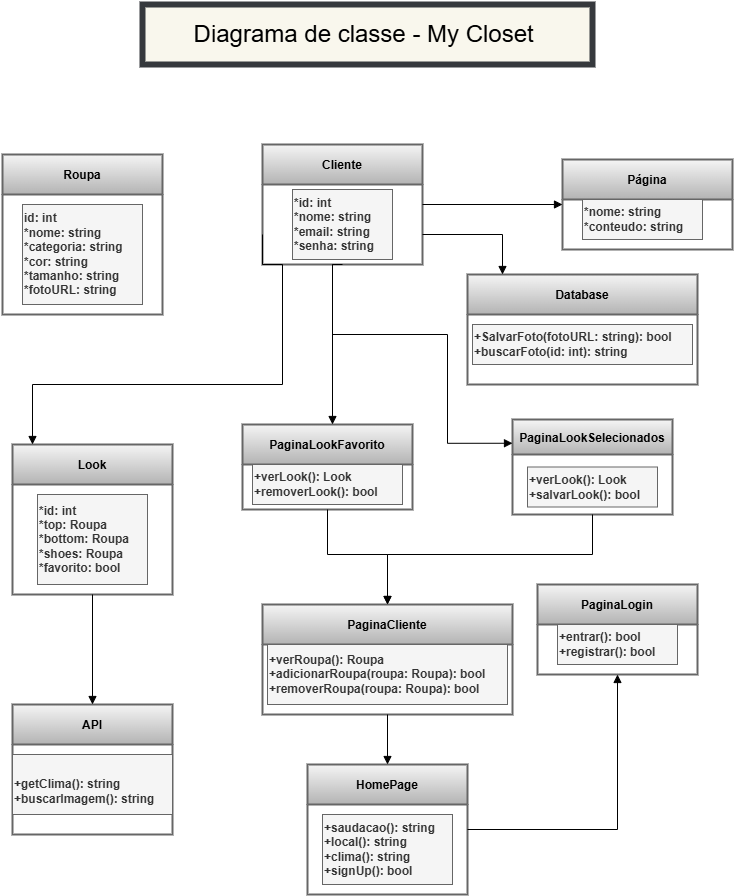 Diagrama de classe - My Closet
Roupa
id: int
*nome: string
*categoria: string
*cor: string
*tamanho: string
*fotoURL: string
Cliente
*id: int
*nome: string
*email: string
*senha: string
Página
*nome: string
*conteudo: string
Database
+SalvarFoto(fotoURL: string): bool
+buscarFoto(id: int): string
Look
*id: int
*top: Roupa
*bottom: Roupa
*shoes: Roupa
*favorito: bool
PaginaLookFavorito
+verLook(): Look
+removerLook(): bool
PaginaLookSelecionados
+verLook(): Look
+salvarLook(): bool
PaginaCliente
+verRoupa(): Roupa
+adicionarRoupa(roupa: Roupa): bool
+removerRoupa(roupa: Roupa): bool
PaginaLogin
+entrar(): bool
+registrar(): bool
API
+getClima(): string
+buscarImagem(): string
HomePage
+saudacao(): string
+local(): string
+clima(): string
+signUp(): bool